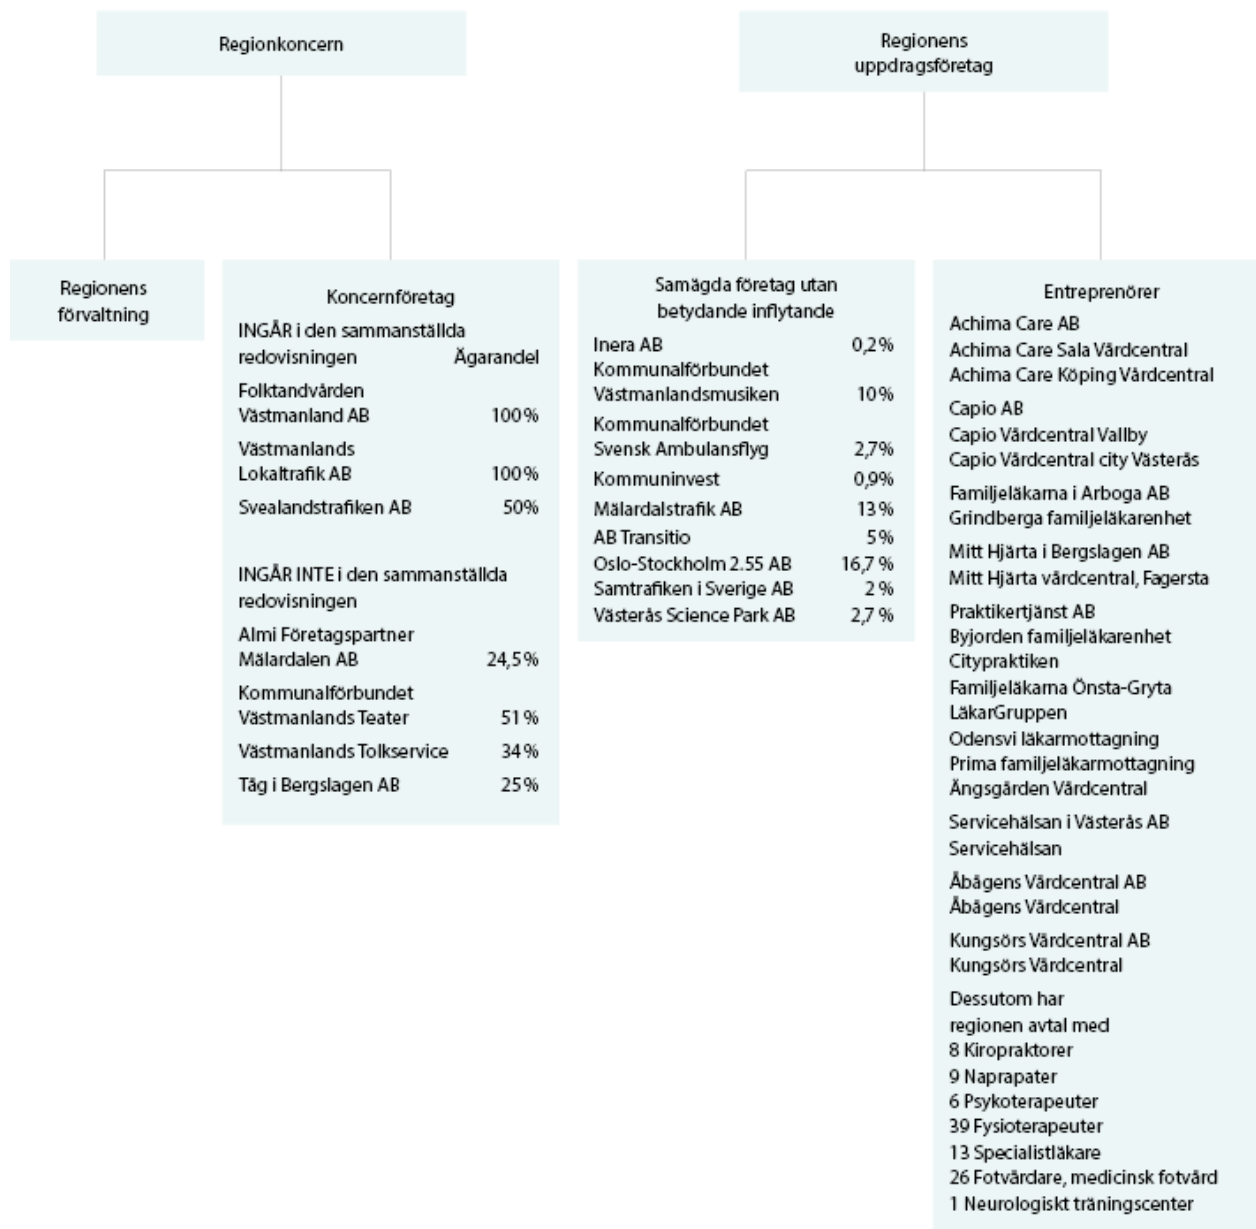 Regionkoncern
Regionens
uppdragsföretag
Regionens
förvaltning
Koncernföretag
INGÅR i den sammanställda
redovisningen Ägarandel
Folktandvården
Västmanland AB 100%
Västmanlands
Lokaltrafik AB 100%
Svealandstrafiken AB 50%
INGÅR INTE i den sammanställda
redovisningen
Almi Företagspartner
Mälardalen AB 24,5%
Kommunalförbundet
Västmanlands Teater 51%
Västmanlands Tolkservice 34%
Tåg i Bergslagen AB 25%
Samägda företag utan
betydande inflytande
Inera AB 0,2%
Kommunalförbundet
Västmanlandsmusiken 10%
Kommunalförbundet
Svensk Ambulansflyg 2,7%
Kommuninvest 0,9%
Mälardalstrafik AB 13%
AB Transitio 5%
Oslo-Stockholm 2.55 AB 16,7 %
Samtrafiken i Sverige AB 2 %
Västerås Science Park AB 2,7 %
Entreprenörer
Achima Care AB
Achima Care Sala Vårdcentral
Achima Care Köping Vårdcentral
Capio AB
Capio Vårdcentral Vallby
Capio Vårdcentral city Västerås
Familjeläkarna i Arboga AB
Grindberga familjeläkarenhet
Mitt Hjärta i Bergslagen AB
Mitt Hjärta vårdcentral, Fagersta
Praktikertjänst AB
Byjorden familjeläkarenhet
Citypraktiken
Familjeläkarna Önsta-Gryta
LäkarGruppen
Odensvi läkarmottagning
Prima familjeläkarmottagning
Ängsgården Vårdcentral
Servicehälsan i Västerås AB
Servicehälsan
Åbågens Vårdcentral AB
Åbågens Vårdcentral
Kungsörs Vårdcentral AB
Kungsörs Vårdcentral
Dessutom har
regionen avtal med
8 Kiropraktorer
9 Naprapater
6 Psykoterapeuter
39 Fysioterapeuter
13 Specialistläkare
26 Fotvårdare, medicinsk fotvård
1 Neurologiskt träningscenter